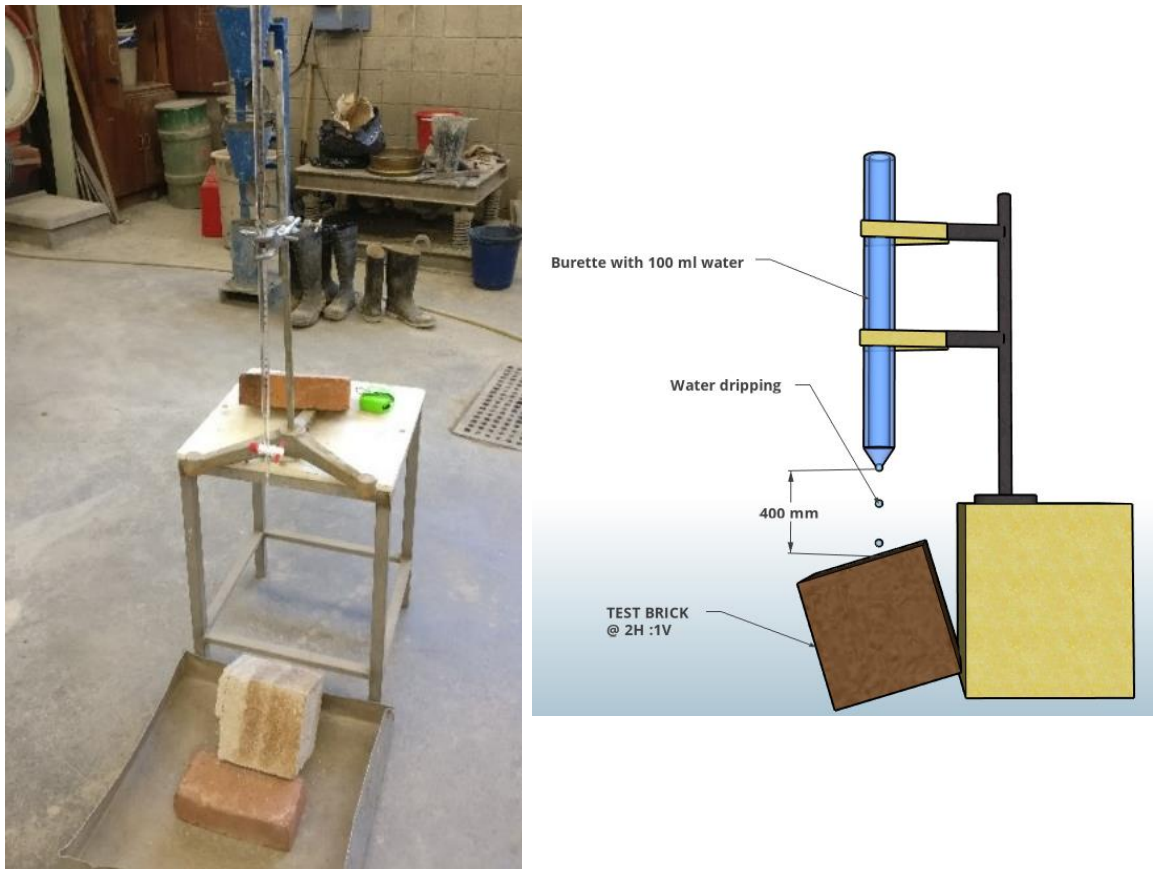 Burette with 100 ml water
Water dripping
400 mm
TEST BRICK
@ 2H :1V